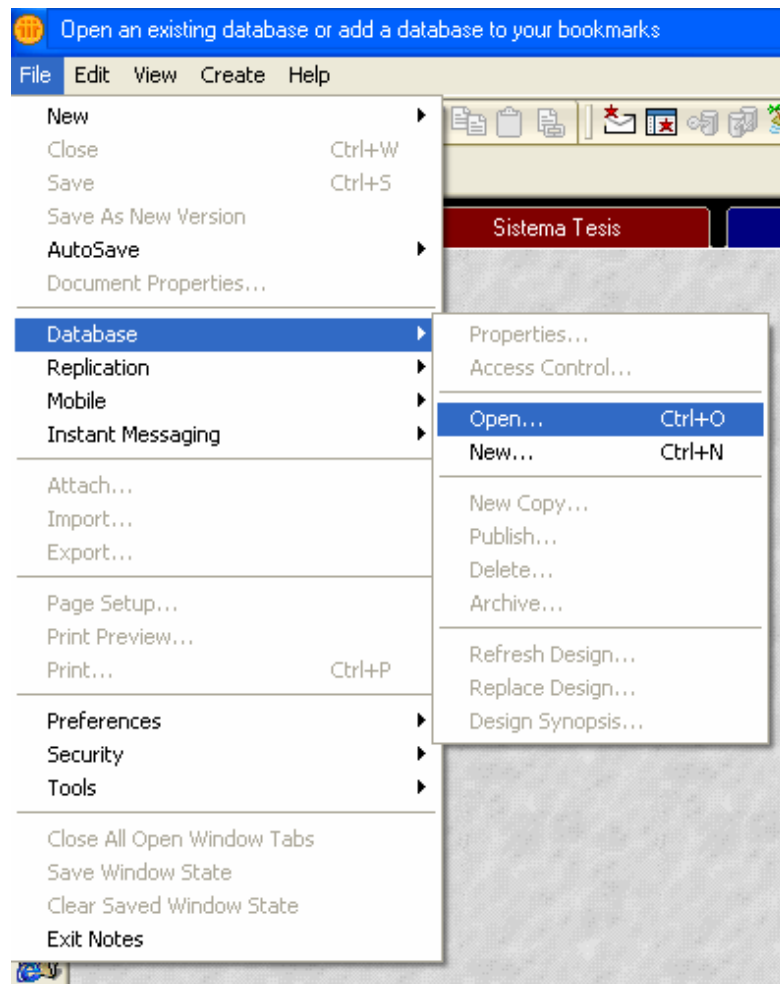 Open an existing database or add a database to your bookmarks
File Edit View Create Help
New
Close Ctrl+W
Save Ctrl+S
Save As New Version
AutoSave
Document Properties...
Database
Replication
Mobile
Instant Messaging
Attach...
Import...
Export...
Page Setup...
Print Preview...
Print... Ctrl+P
Preferences
Security
Tools
Close All Open Window Tabs
Save Window State
Clear Saved Window State
Exit Notes
Sistema Tesis
Properties...
Access Control...
Open... Ctrl+O
New... Ctrl+N
New Copy...
Publish...
Delete...
Archive...
Refresh Design...
Replace Design...
Design Synopsis...